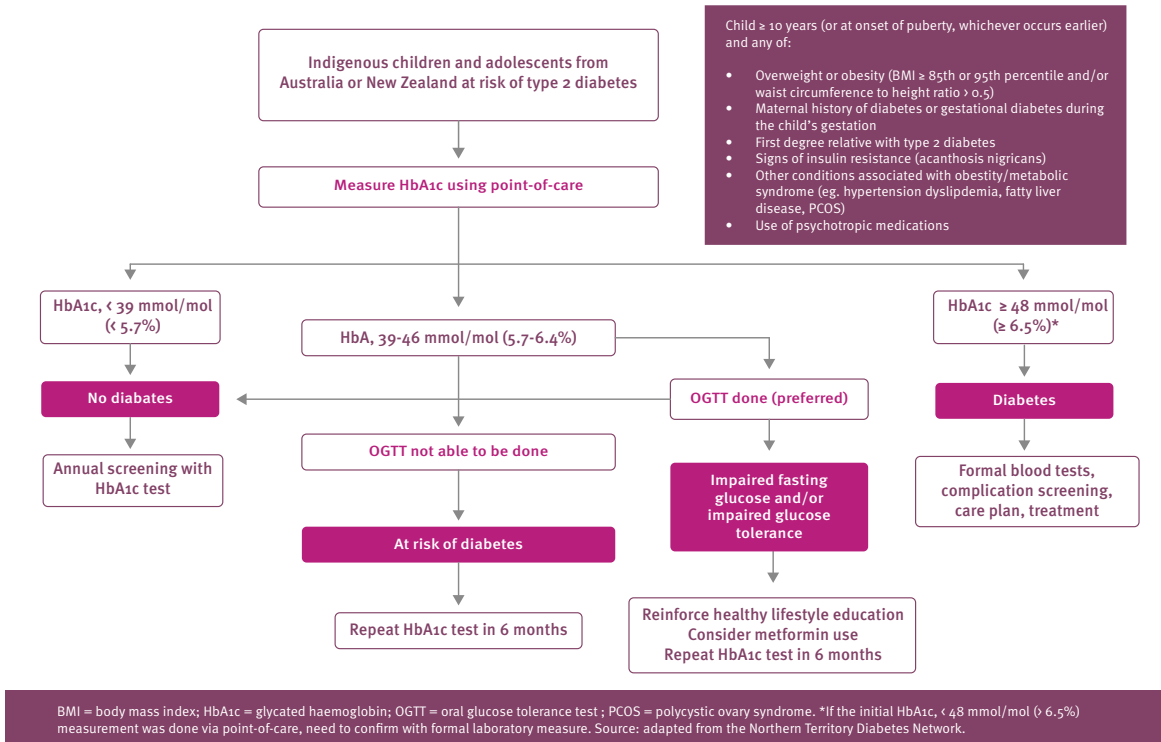 Indigenous children and adolescents from
Australia or New Zealand at risk of type 2 diabetes
Child ≥ 10 years (or at onset of puberty, whichever occurs earlier)
and any of:
• Overweight or obesity (BMI ≥ 85th or 95th percentile and/or
waist circumference to height ratio > 0.5)
• Maternal history of diabetes or gestational diabetes during
the child's gestation
• First degree relative with type 2 diabetes
• Signs of insulin resistance (acanthosis nigricans)
• Other conditions associated with obestity/metabolic
syndrome (eg. hypertension dyslipdemia, fatty liver
disease, PCOS)
• Use of psychotropic medications
Measure HbA1c using point-of-care
HbA1c, < 39 mmol/mol
(< 5.7%)
HbA, 39-46 mmol/mol (5.7-6.4%)
HbA1c ≥ 48 mmol/mol
(≥ 6.5%)*
No diabates
OGTT done (preferred)
Diabetes
Annual screening with
HbA1c test
OGTT not able to be done
Impaired fasting
glucose and/or
impaired glucose
tolerance
Formal blood tests,
complication screening,
care plan, treatment
At risk of diabetes
Repeat HbA1c test in 6 months
Reinforce healthy lifestyle education
Consider metformin use
Repeat HbA1c test in 6 months
BMI = body mass index; HbA1c = glycated haemoglobin; OGTT = oral glucose tolerance test ; PCOS = polycystic ovary syndrome. *If the initial HbA1c, < 48 mmol/mol (> 6.5%)
measurement was done via point-of-care, need to confirm with formal laboratory measure. Source: adapted from the Northern Territory Diabetes Network.